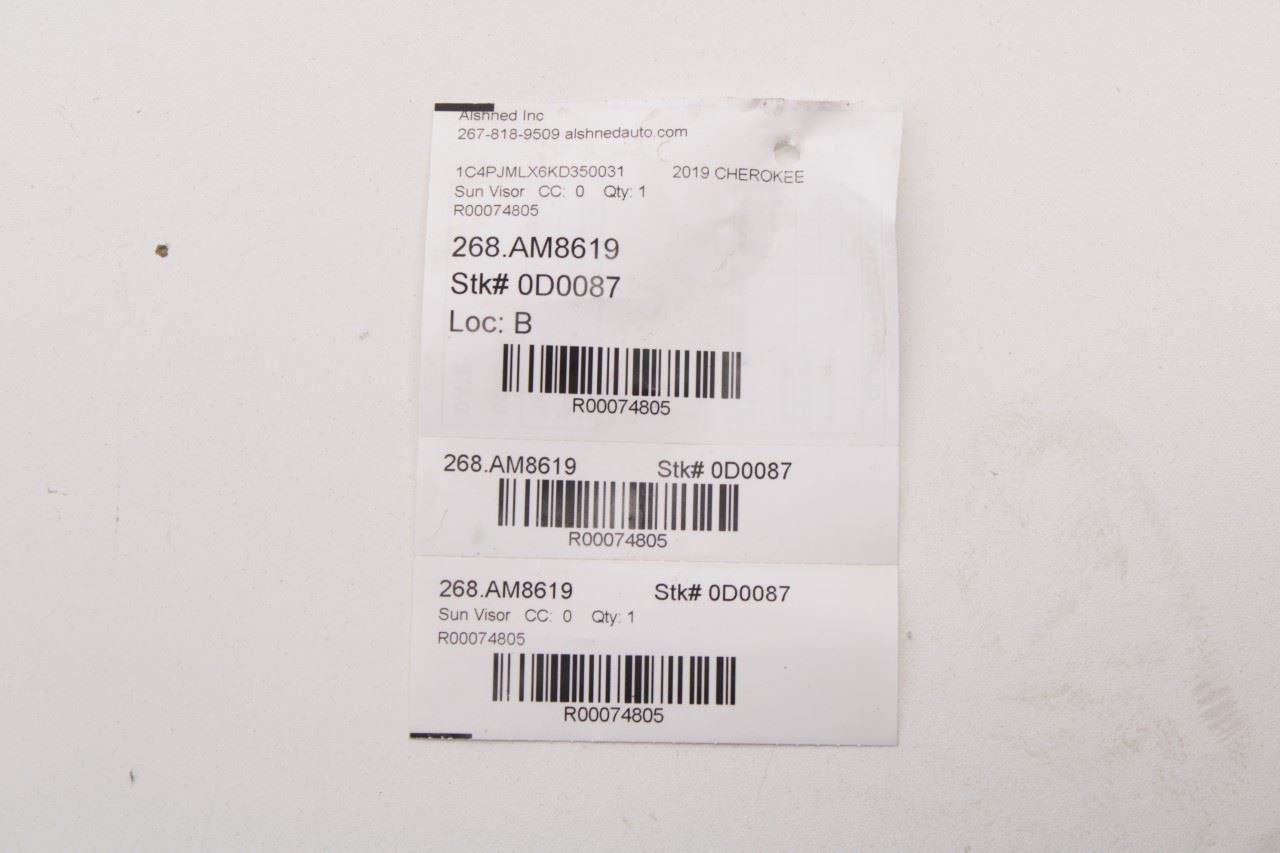 Alshned Inc
267-818-9509 alshnedauto.com
1C4PJMLX6KD350031 2019 CHEROKEE
Sun Visor CC: 0 Qty: 1
R00074805
268.AM8619
Stk# 0D0087
Loc: B
R00074805
268.AM8619 Stk# 0D0087
R00074805
268.AM8619 Stk# 0D0087
Sun Visor CC: 0 Qty: 1
R00074805
R00074805